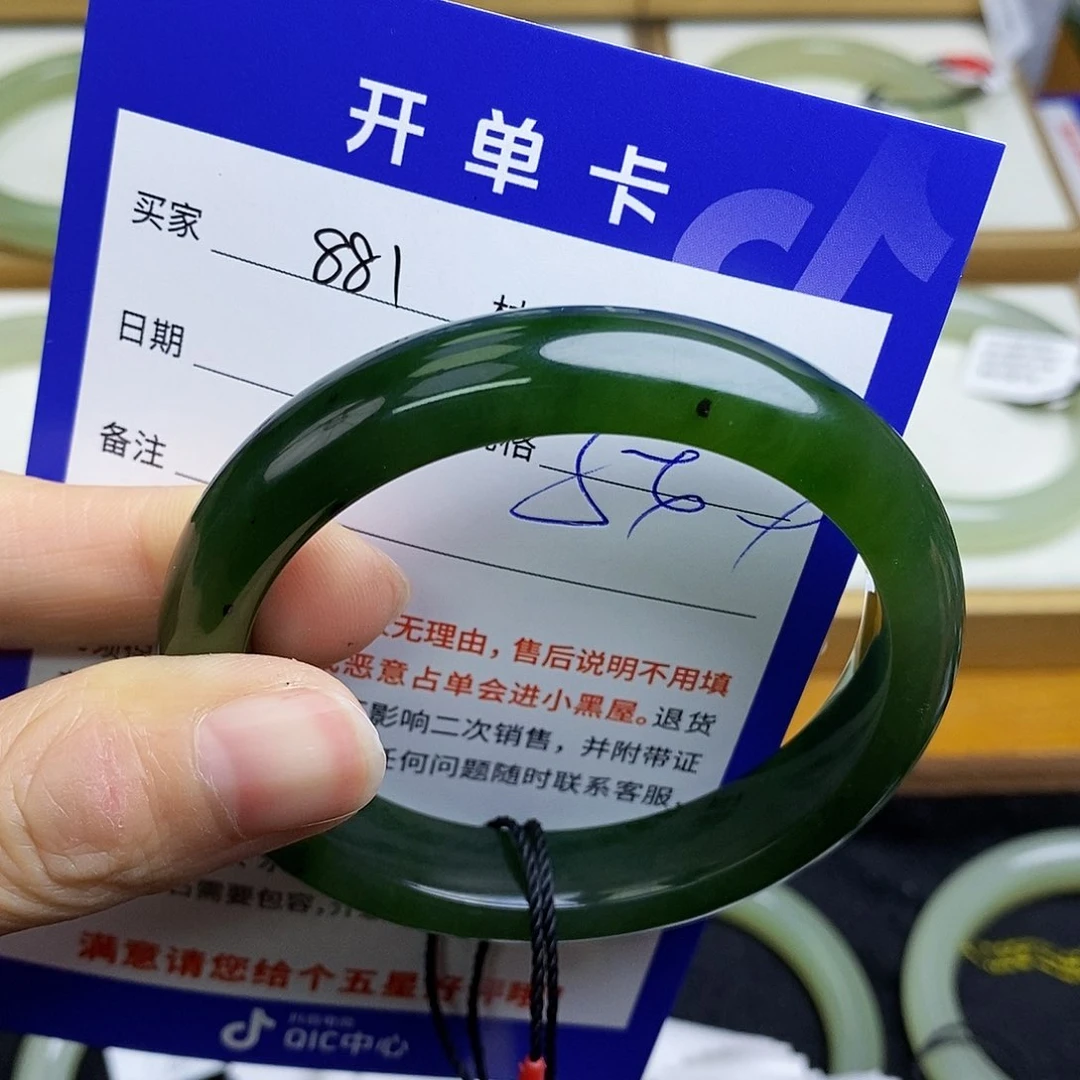 开单卡
买家 881
日期
备注
格
无理由，售后说明不用填
恶意占单会进小黑屋。退货
影响二次销售，并附带证
任何问题随时联系客服，
需要包容，
满意请您给个五星好评
QIC中心